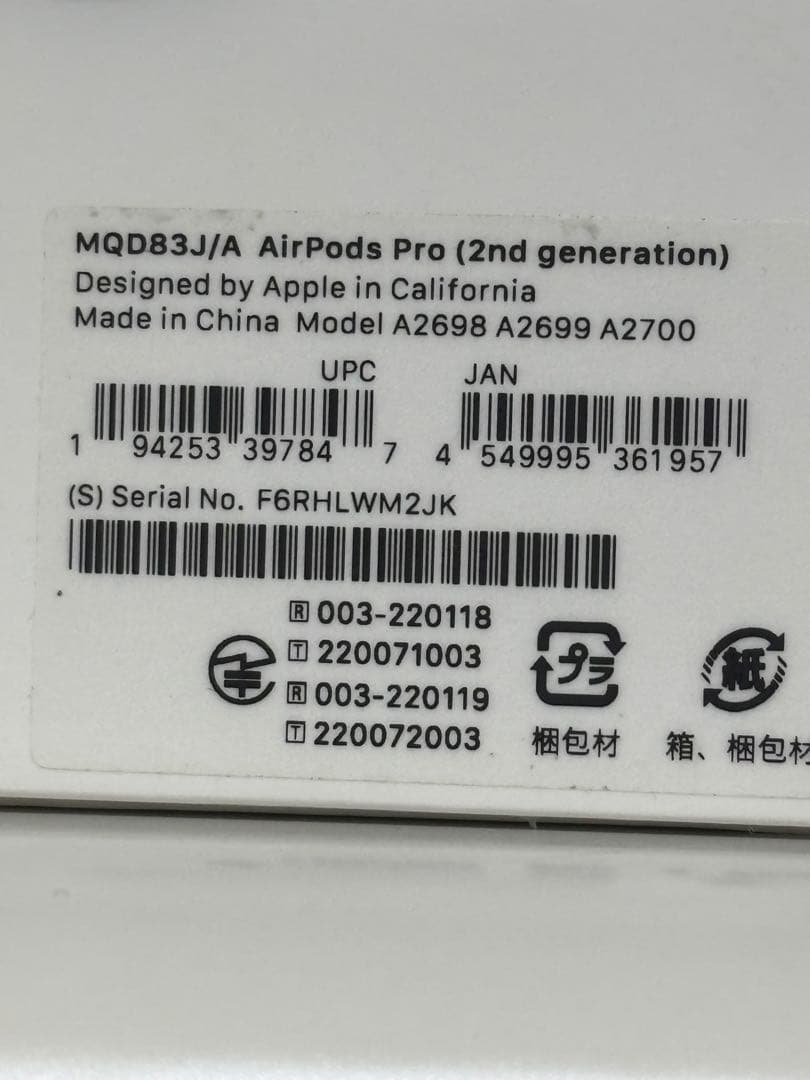 MQD83J/A AirPods Pro (2nd generation)
Designed by Apple in California
Made in China Model A2698 A2699 A2700
UPC JAN
1 94253 39784 7 4 549995 361957
(S) Serial No. F6RHLWM2JK
R 003-220118
T 220071003
R 003-220119
T 220072003
プラ 紙
梱包材 箱、梱包材